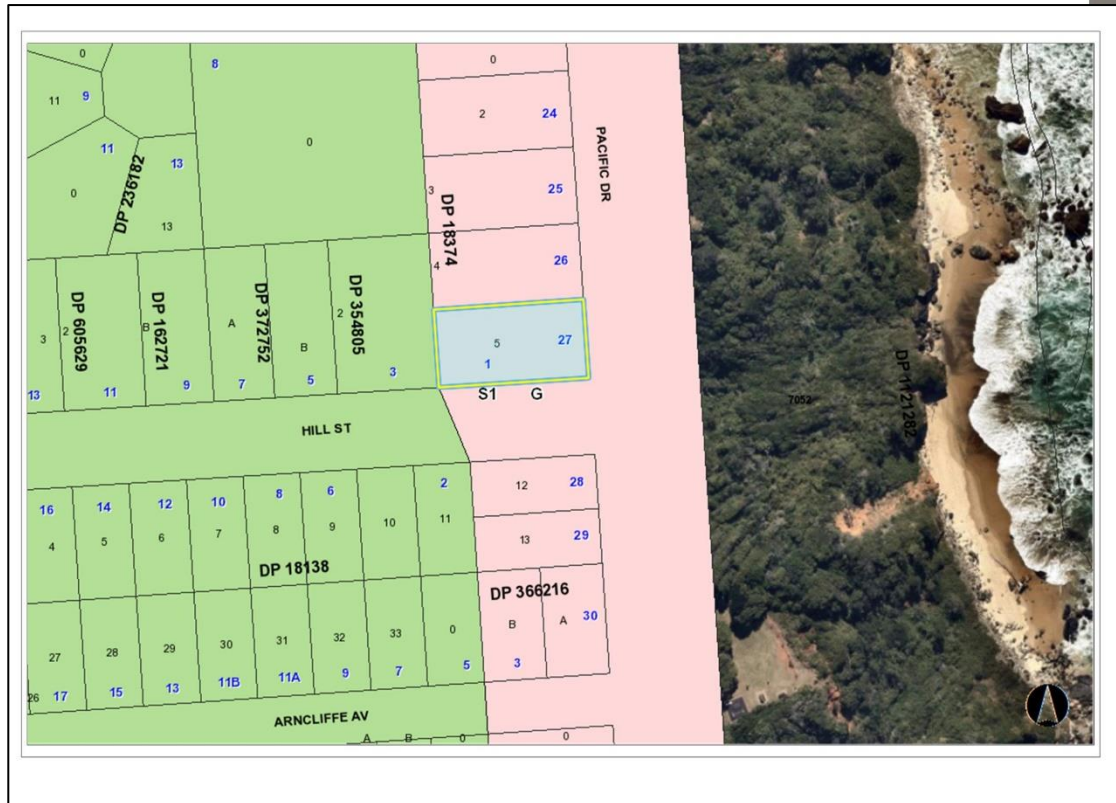 0
11
9
8
0
11
13
0
DP 236182
13
0
2
24
PACIFIC DR
3
DP 18374
25
4
26
3
2
DP 605629
B
DP 162721
A
DP 372752
B
2
DP 354805
13
11
9
7
5
3
5
27
1
S1
G
DP 1121282
7052
HILL ST
16
14
12
10
8
6
2
12
28
4
5
6
7
8
9
10
11
13
29
DP 18138
DP 366216
27
28
29
30
31
32
33
0
B
A
30
26
17
15
13
11B
11A
9
7
5
3
ARNCLIFFE AV
A
B
0
0